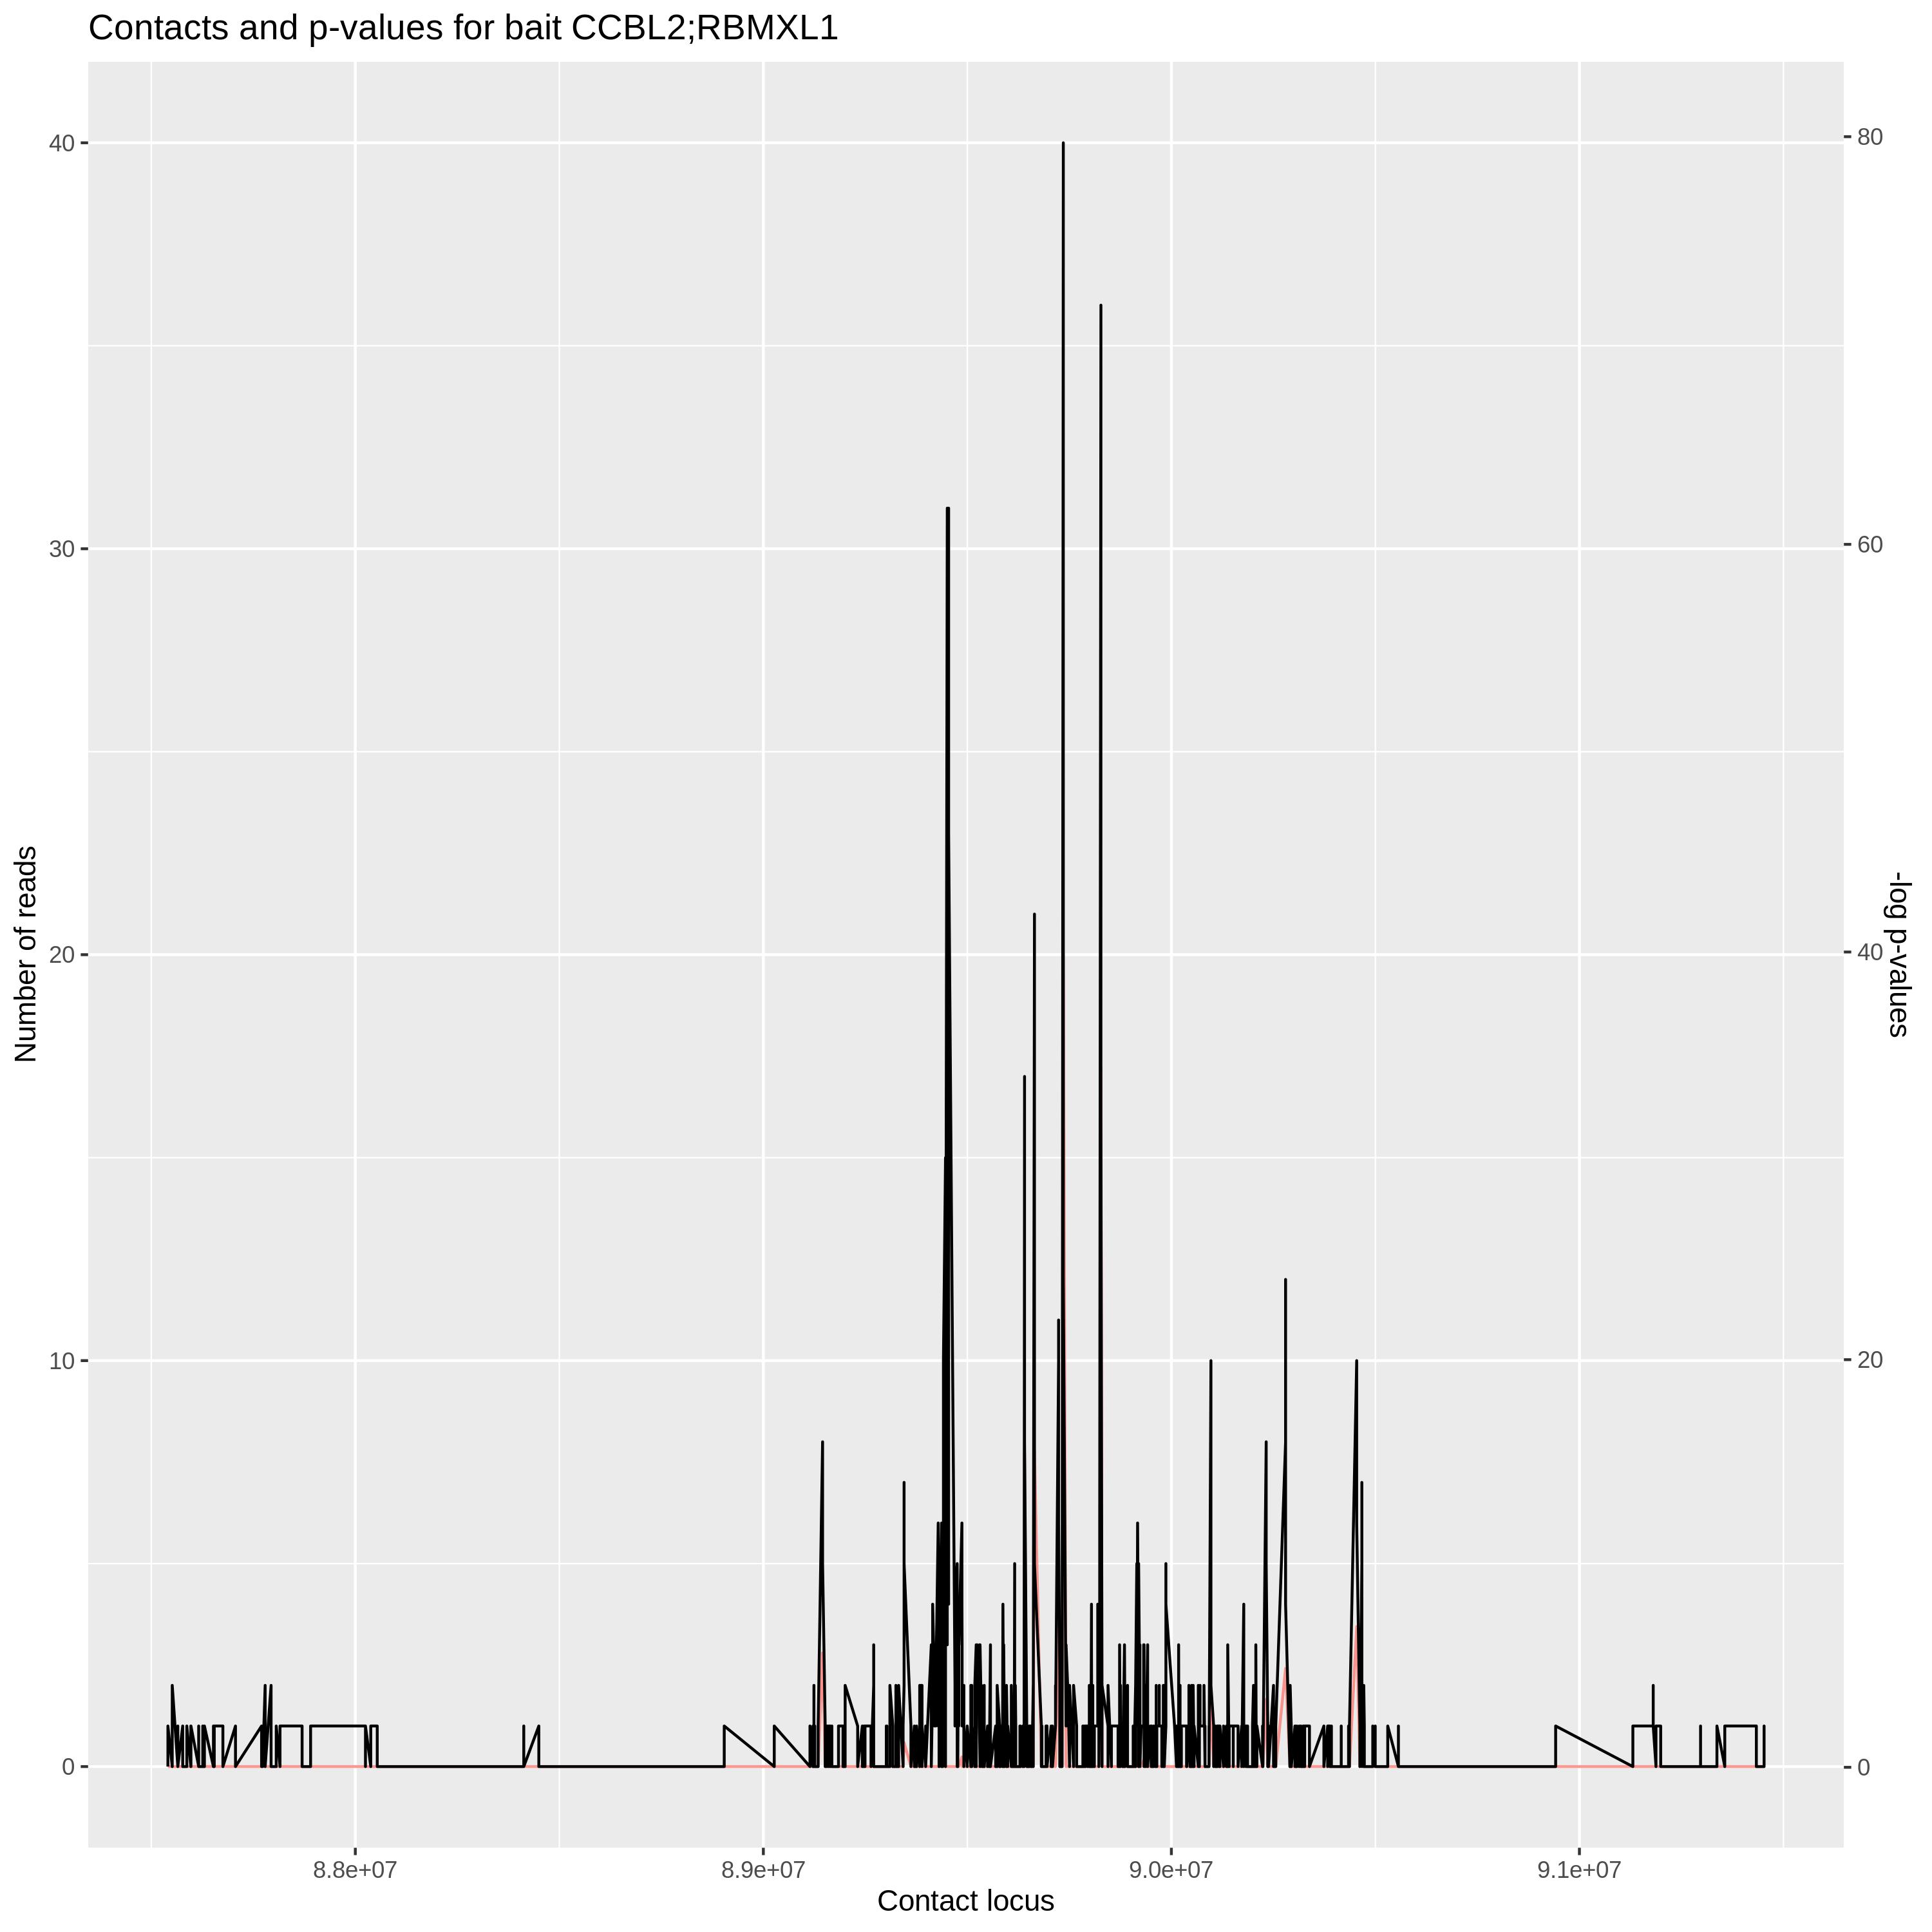 Contacts and p-values for bait CCBL2;RBMXL1
40
30
20
10
0
Number of reads
80
60
40
20
0
-log p-values
8.8e+07
8.9e+07
9.0e+07
9.1e+07
Contact locus